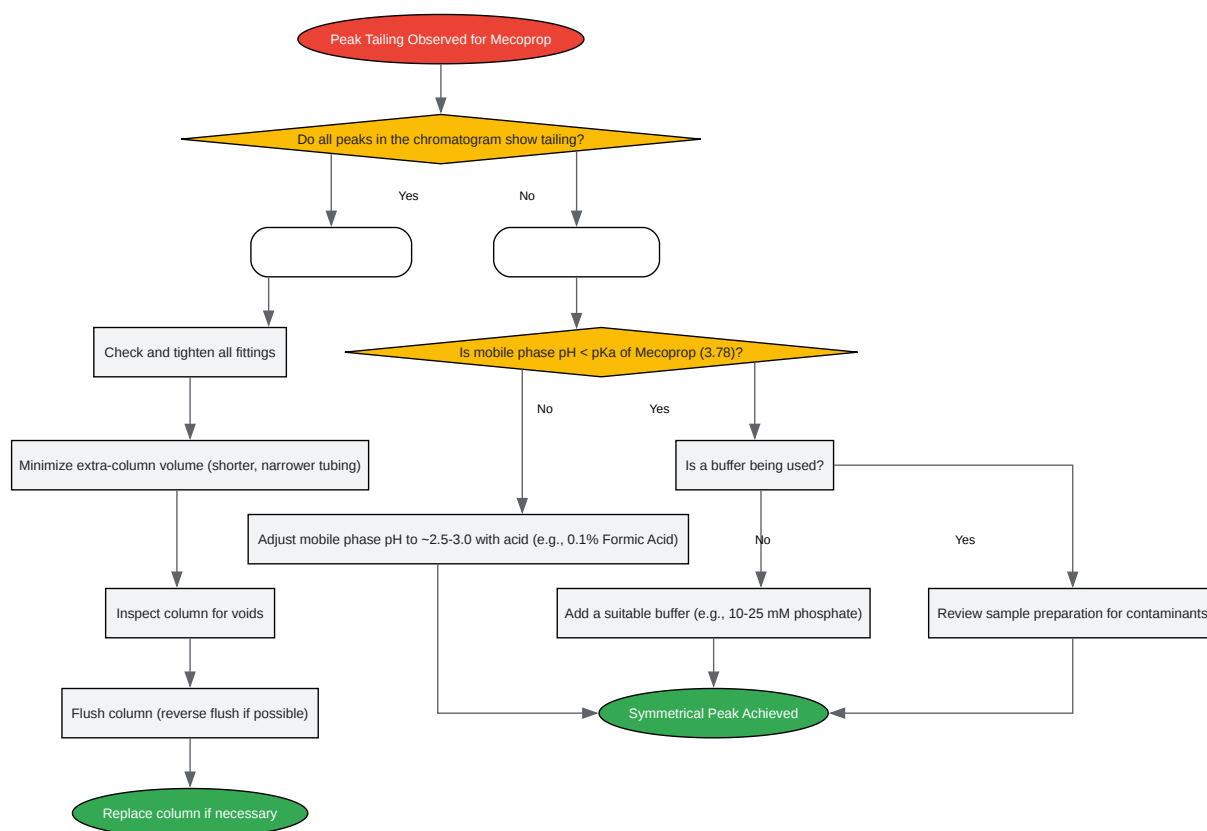 Peak Tailing Observed for Mecoprop
Do all peaks in the chromatogram show tailing?
Yes
No
Check and tighten all fittings
Is mobile phase pH < pKa of Mecoprop (3.78)?
No
Yes
Minimize extra-column volume (shorter, narrower tubing)
Is a buffer being used?
Adjust mobile phase pH to ~2.5-3.0 with acid (e.g., 0.1% Formic Acid)
No
Yes
Inspect column for voids
Add a suitable buffer (e.g., 10-25 mM phosphate)
Review sample preparation for contaminants
Flush column (reverse flush if possible)
Symmetrical Peak Achieved
Replace column if necessary